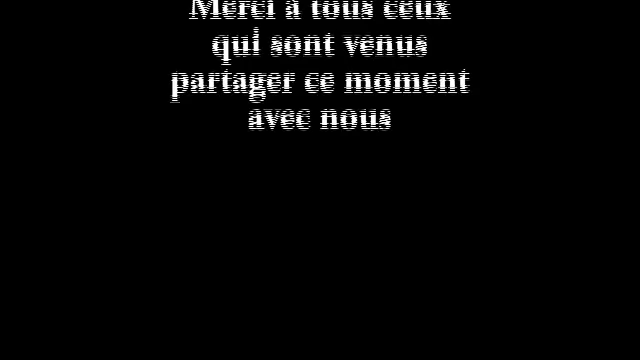 Merci à tous ceux
qui sont venus
partager ce moment
avec nous